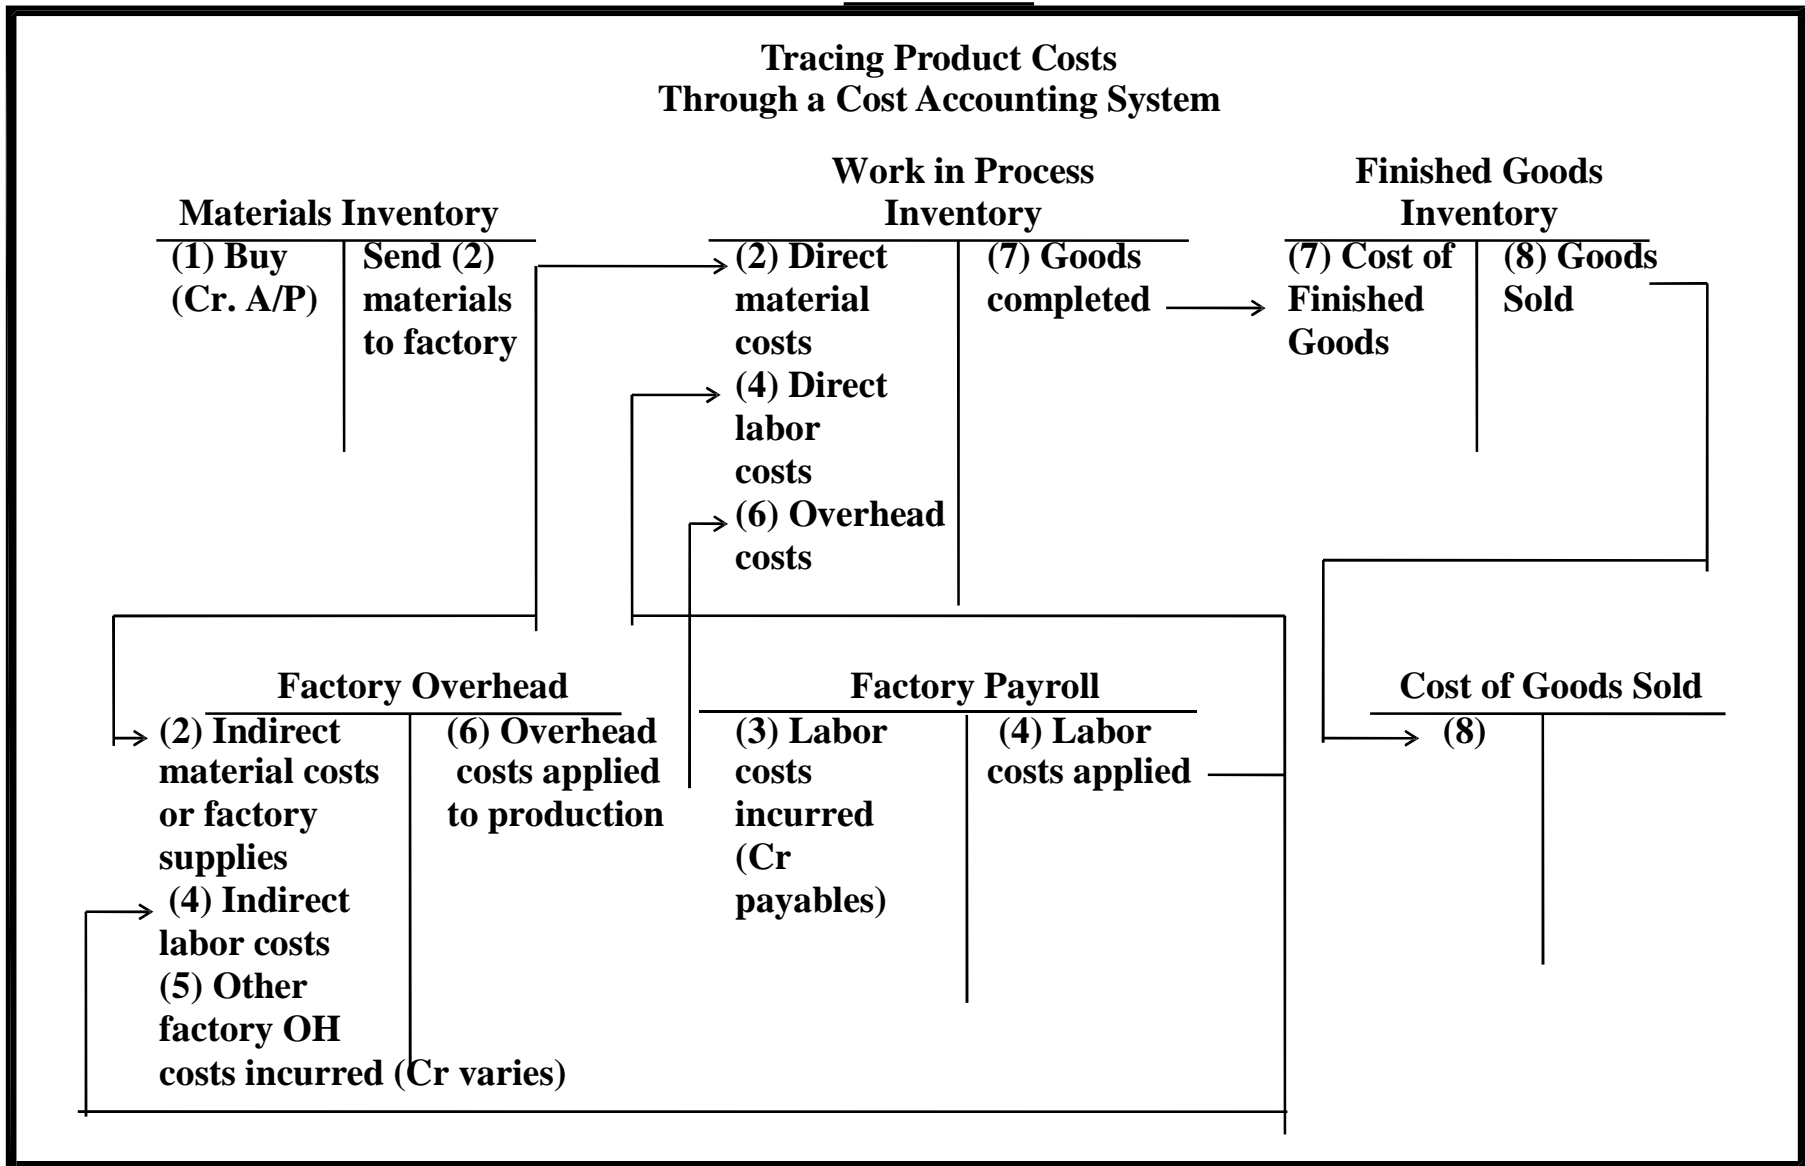 Tracing Product Costs
Through a Cost Accounting System
Materials Inventory
(1) Buy
(Cr. A/P)
Send (2)
materials
to factory
Work in Process
Inventory
(2) Direct
material
costs
(4) Direct
labor
costs
(6) Overhead
costs
(7) Goods
completed
Finished Goods
Inventory
(7) Cost of
Finished
Goods
(8) Goods
Sold
Factory Overhead
(2) Indirect
material costs
or factory
supplies
(4) Indirect
labor costs
(5) Other
factory OH
costs incurred (Cr varies)
(6) Overhead
costs applied
to production
Factory Payroll
(3) Labor
costs
incurred
(Cr
payables)
(4) Labor
costs applied
Cost of Goods Sold
(8)